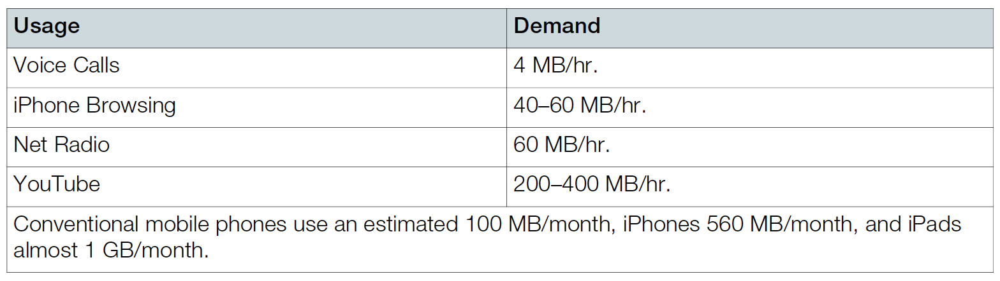 Usage Demand
Voice Calls 4 MB/hr.
iPhone Browsing 40–60 MB/hr.
Net Radio 60 MB/hr.
YouTube 200–400 MB/hr.
Conventional mobile phones use an estimated 100 MB/month, iPhones 560 MB/month, and iPads
almost 1 GB/month.